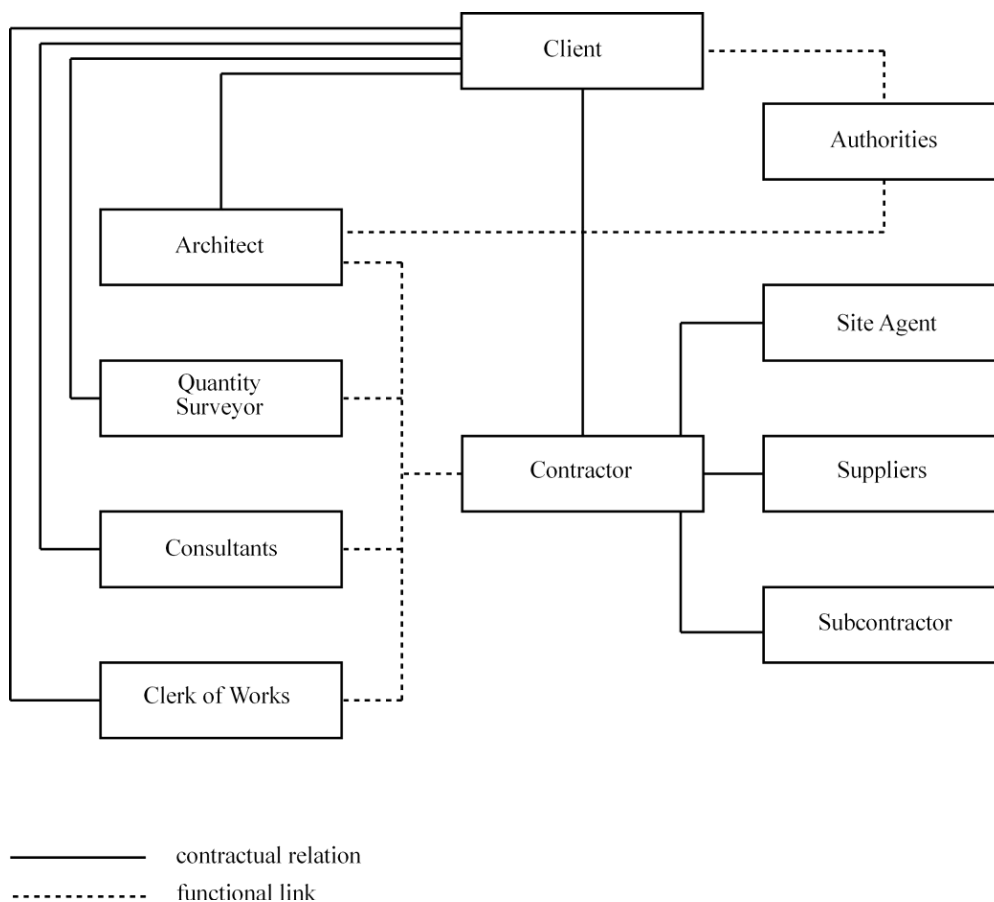 Client
Authorities
Architect
Site Agent
Quantity
Surveyor
Contractor
Suppliers
Consultants
Subcontractor
Clerk of Works
contractual relation
functional link